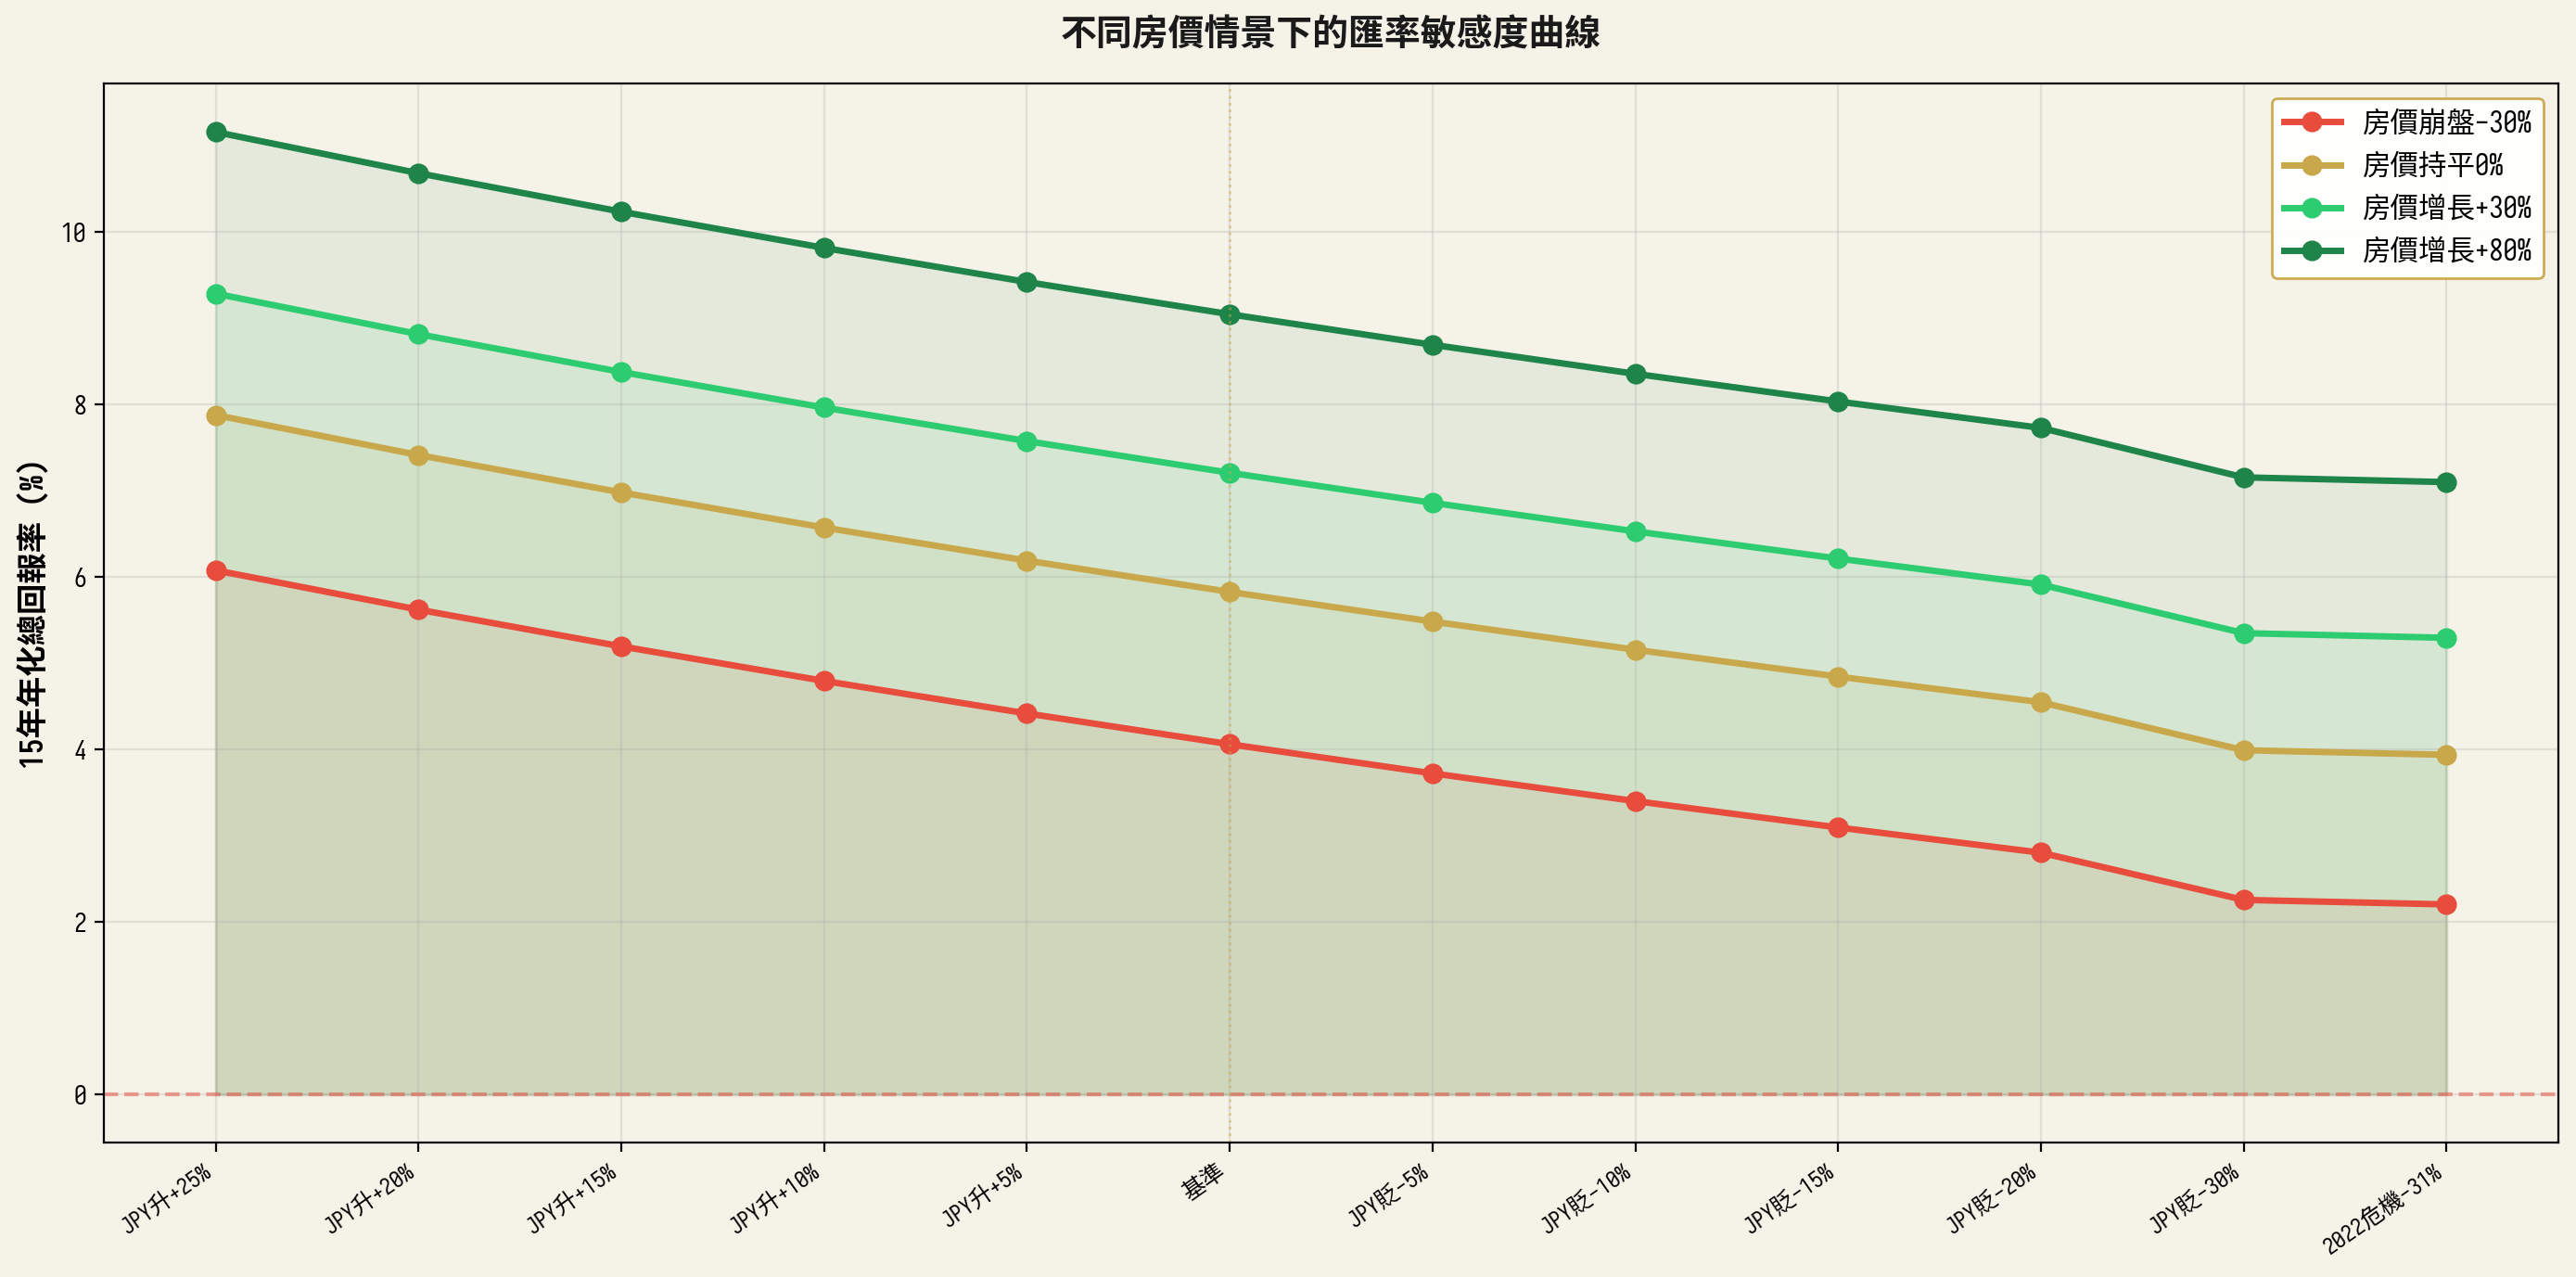 不同房價情景下的匯率敏感度曲線
房價崩盤-30%
房價持平0%
房價增長+30%
房價增長+80%
15年年化總回報率 (%)
10
8
6
4
2
0
JPY升+25%
JPY升+20%
JPY升+15%
JPY升+10%
JPY升+5%
基準
JPY貶-5%
JPY貶-10%
JPY貶-15%
JPY貶-20%
JPY貶-30%
2022危機-31%